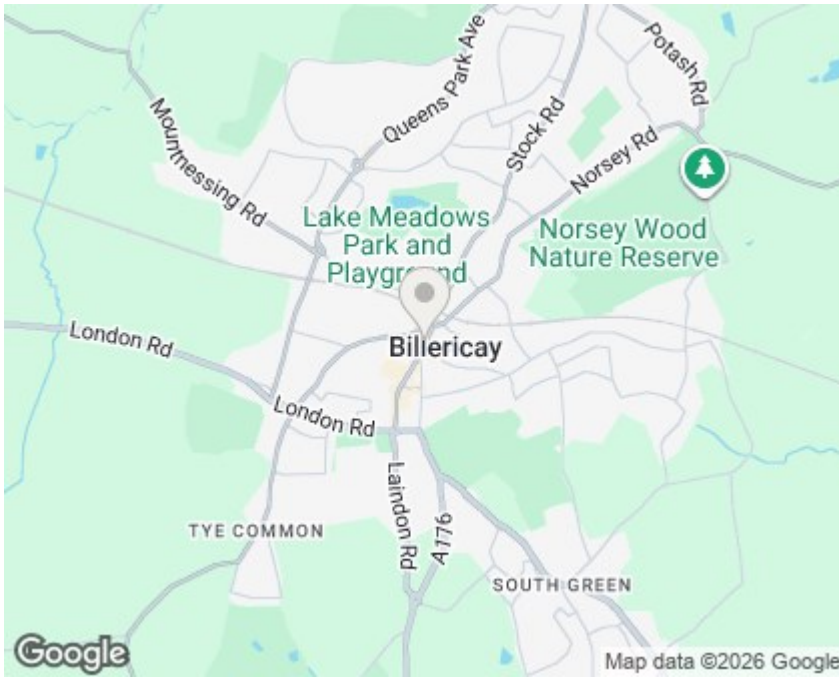 Queens Park Ave
Potash Rd
Mountnessing Rd
Stock Rd
Norsey Rd
Lake Meadows
Park and
Playground
Norsey Wood
Nature Reserve
London Rd
Billericay
London Rd
Laindon Rd
A176
TYE COMMON
SOUTH GREEN
Google
Map data ©2026 Google